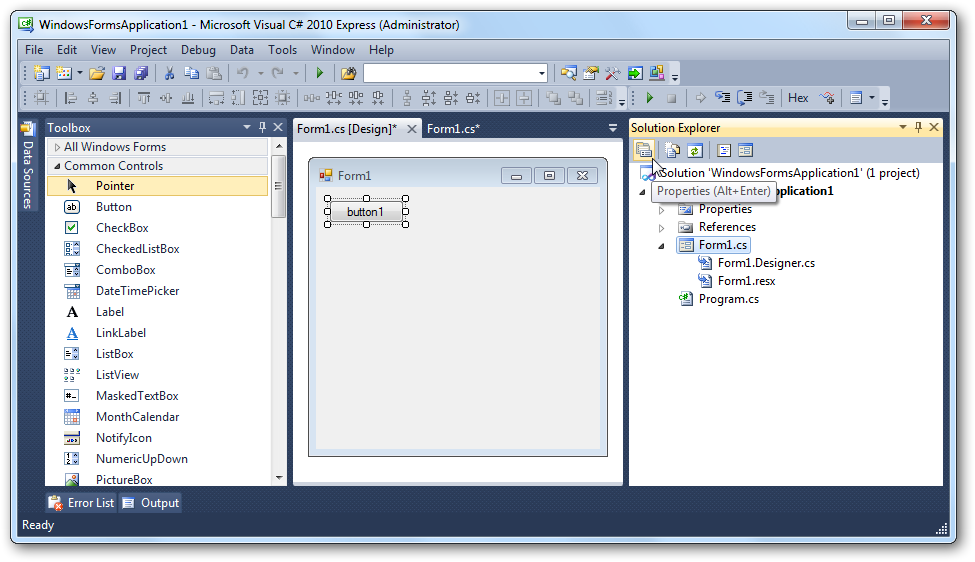 WindowsFormsApplication1 - Microsoft Visual C# 2010 Express (Administrator)
File Edit View Project Debug Data Tools Window Help
Hex
Data Sources
Toolbox
All Windows Forms
Common Controls
Pointer
Button
CheckBox
CheckedListBox
ComboBox
DateTimePicker
Label
LinkLabel
ListBox
ListView
MaskedTextBox
MonthCalendar
NotifyIcon
NumericUpDown
PictureBox
Form1.cs [Design]* Form1.cs*
Form1
button1
Solution Explorer
Solution 'WindowsFormsApplication1' (1 project)
Properties (Alt+Enter)
Properties
References
Form1.cs
Form1.Designer.cs
Form1.resx
Program.cs
Error List Output
Ready